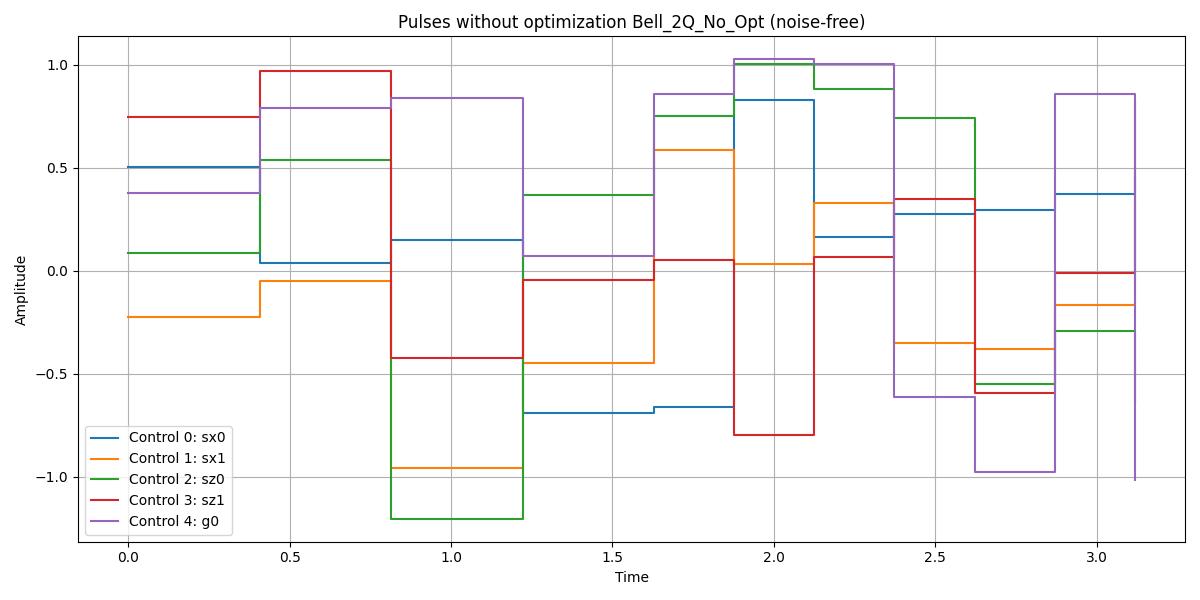 Pulses without optimization Bell_2Q_No_Opt (noise-free)
1.0
0.5
0.0
−0.5
−1.0
Amplitude
Control 0: sx0
Control 1: sx1
Control 2: sz0
Control 3: sz1
Control 4: g0
0.0 0.5 1.0 1.5 2.0 2.5 3.0
Time